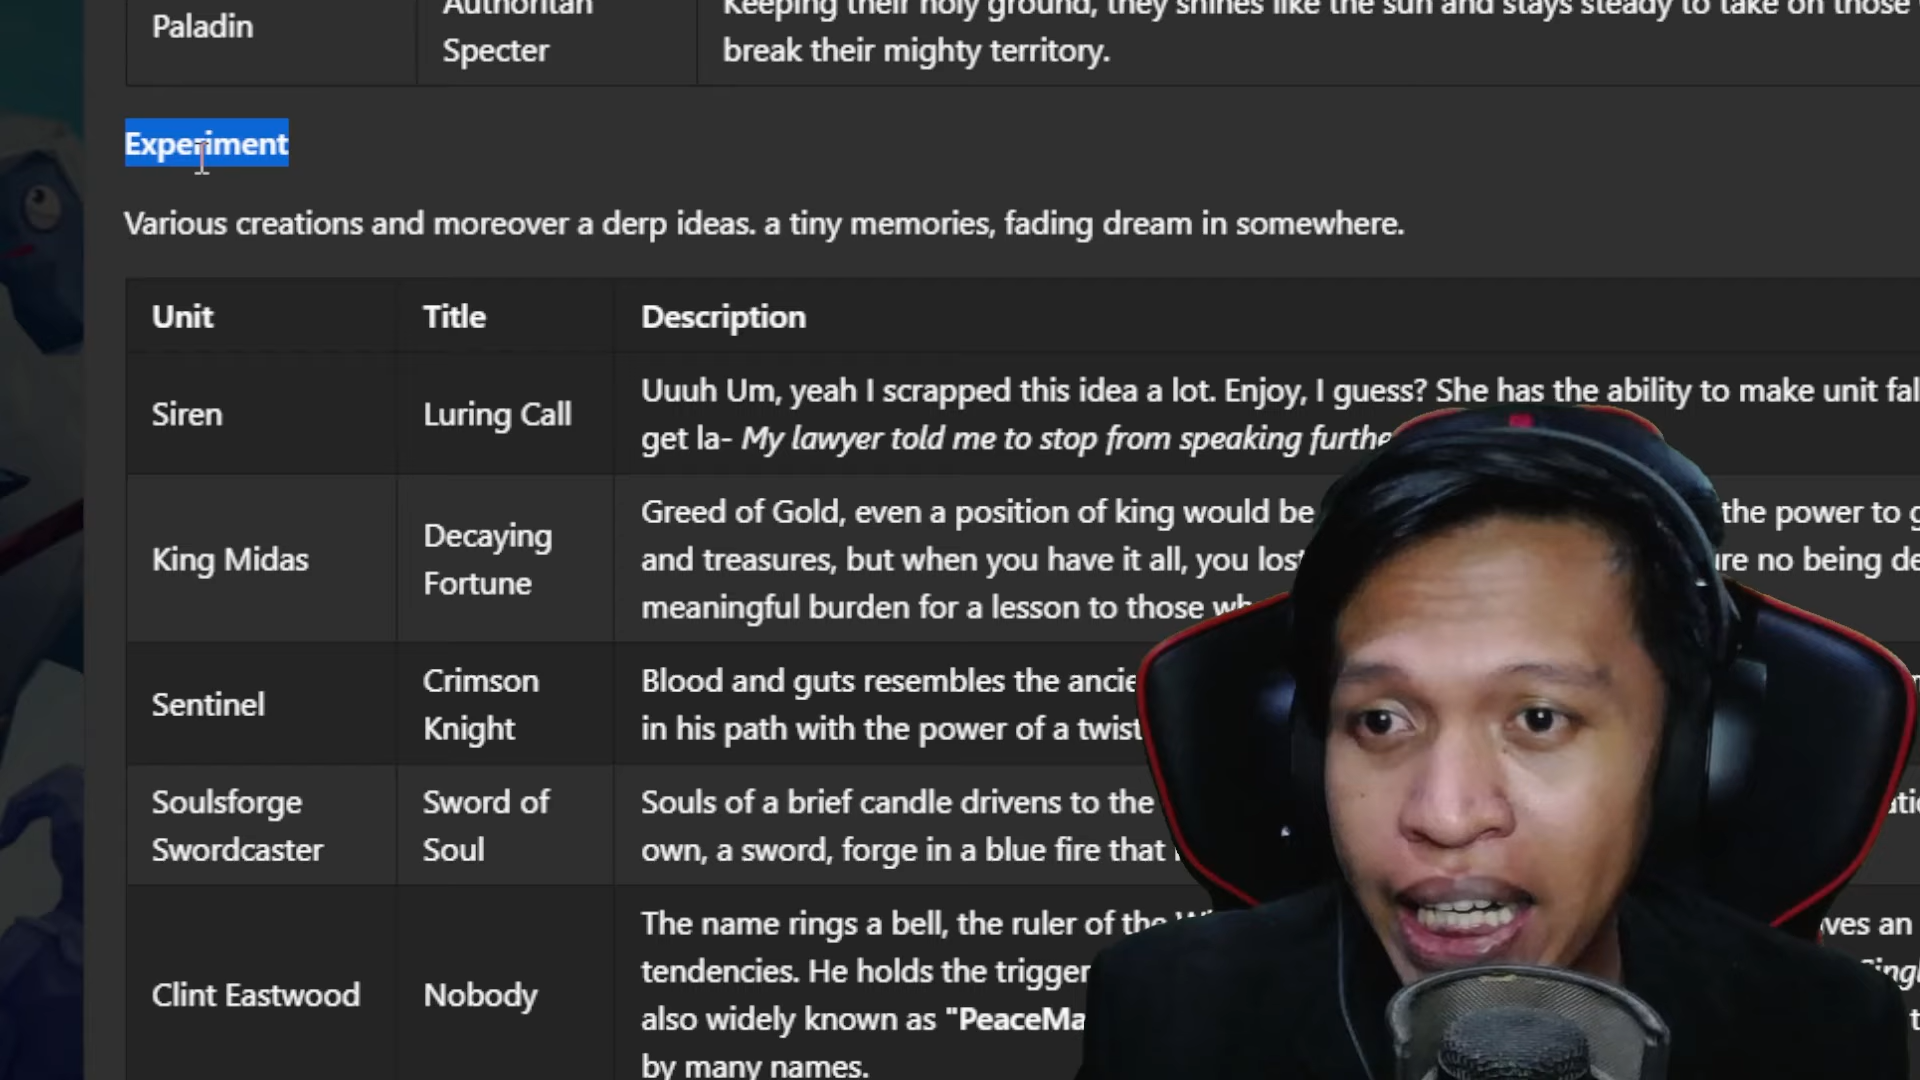 Paladin
Authoritan
Specter
Keeping their holy ground, they shines like the sun and stays steady to take on those
break their mighty territory.
Experiment
Various creations and moreover a derp ideas. a tiny memories, fading dream in somewhere.
Unit
Title
Description
Siren
Luring Call
Uuuh Um, yeah I scrapped this idea a lot. Enjoy, I guess? She has the ability to make unit fal
get la- My lawyer told me to stop from speaking furthe
King Midas
Decaying
Fortune
Greed of Gold, even a position of king would be the power to g
and treasures, but when you have it all, you lost re no being de
meaningful burden for a lesson to those wh
Sentinel
Crimson
Knight
Blood and guts resembles the ancie
in his path with the power of a twist
Soulsforge
Swordcaster
Sword of
Soul
Souls of a brief candle drivens to the
own, a sword, forge in a blue fire that
Clint Eastwood
Nobody
The name rings a bell, the ruler of the ves an
tendencies. He holds the trigger Singl
also widely known as "PeaceMa
by many names.